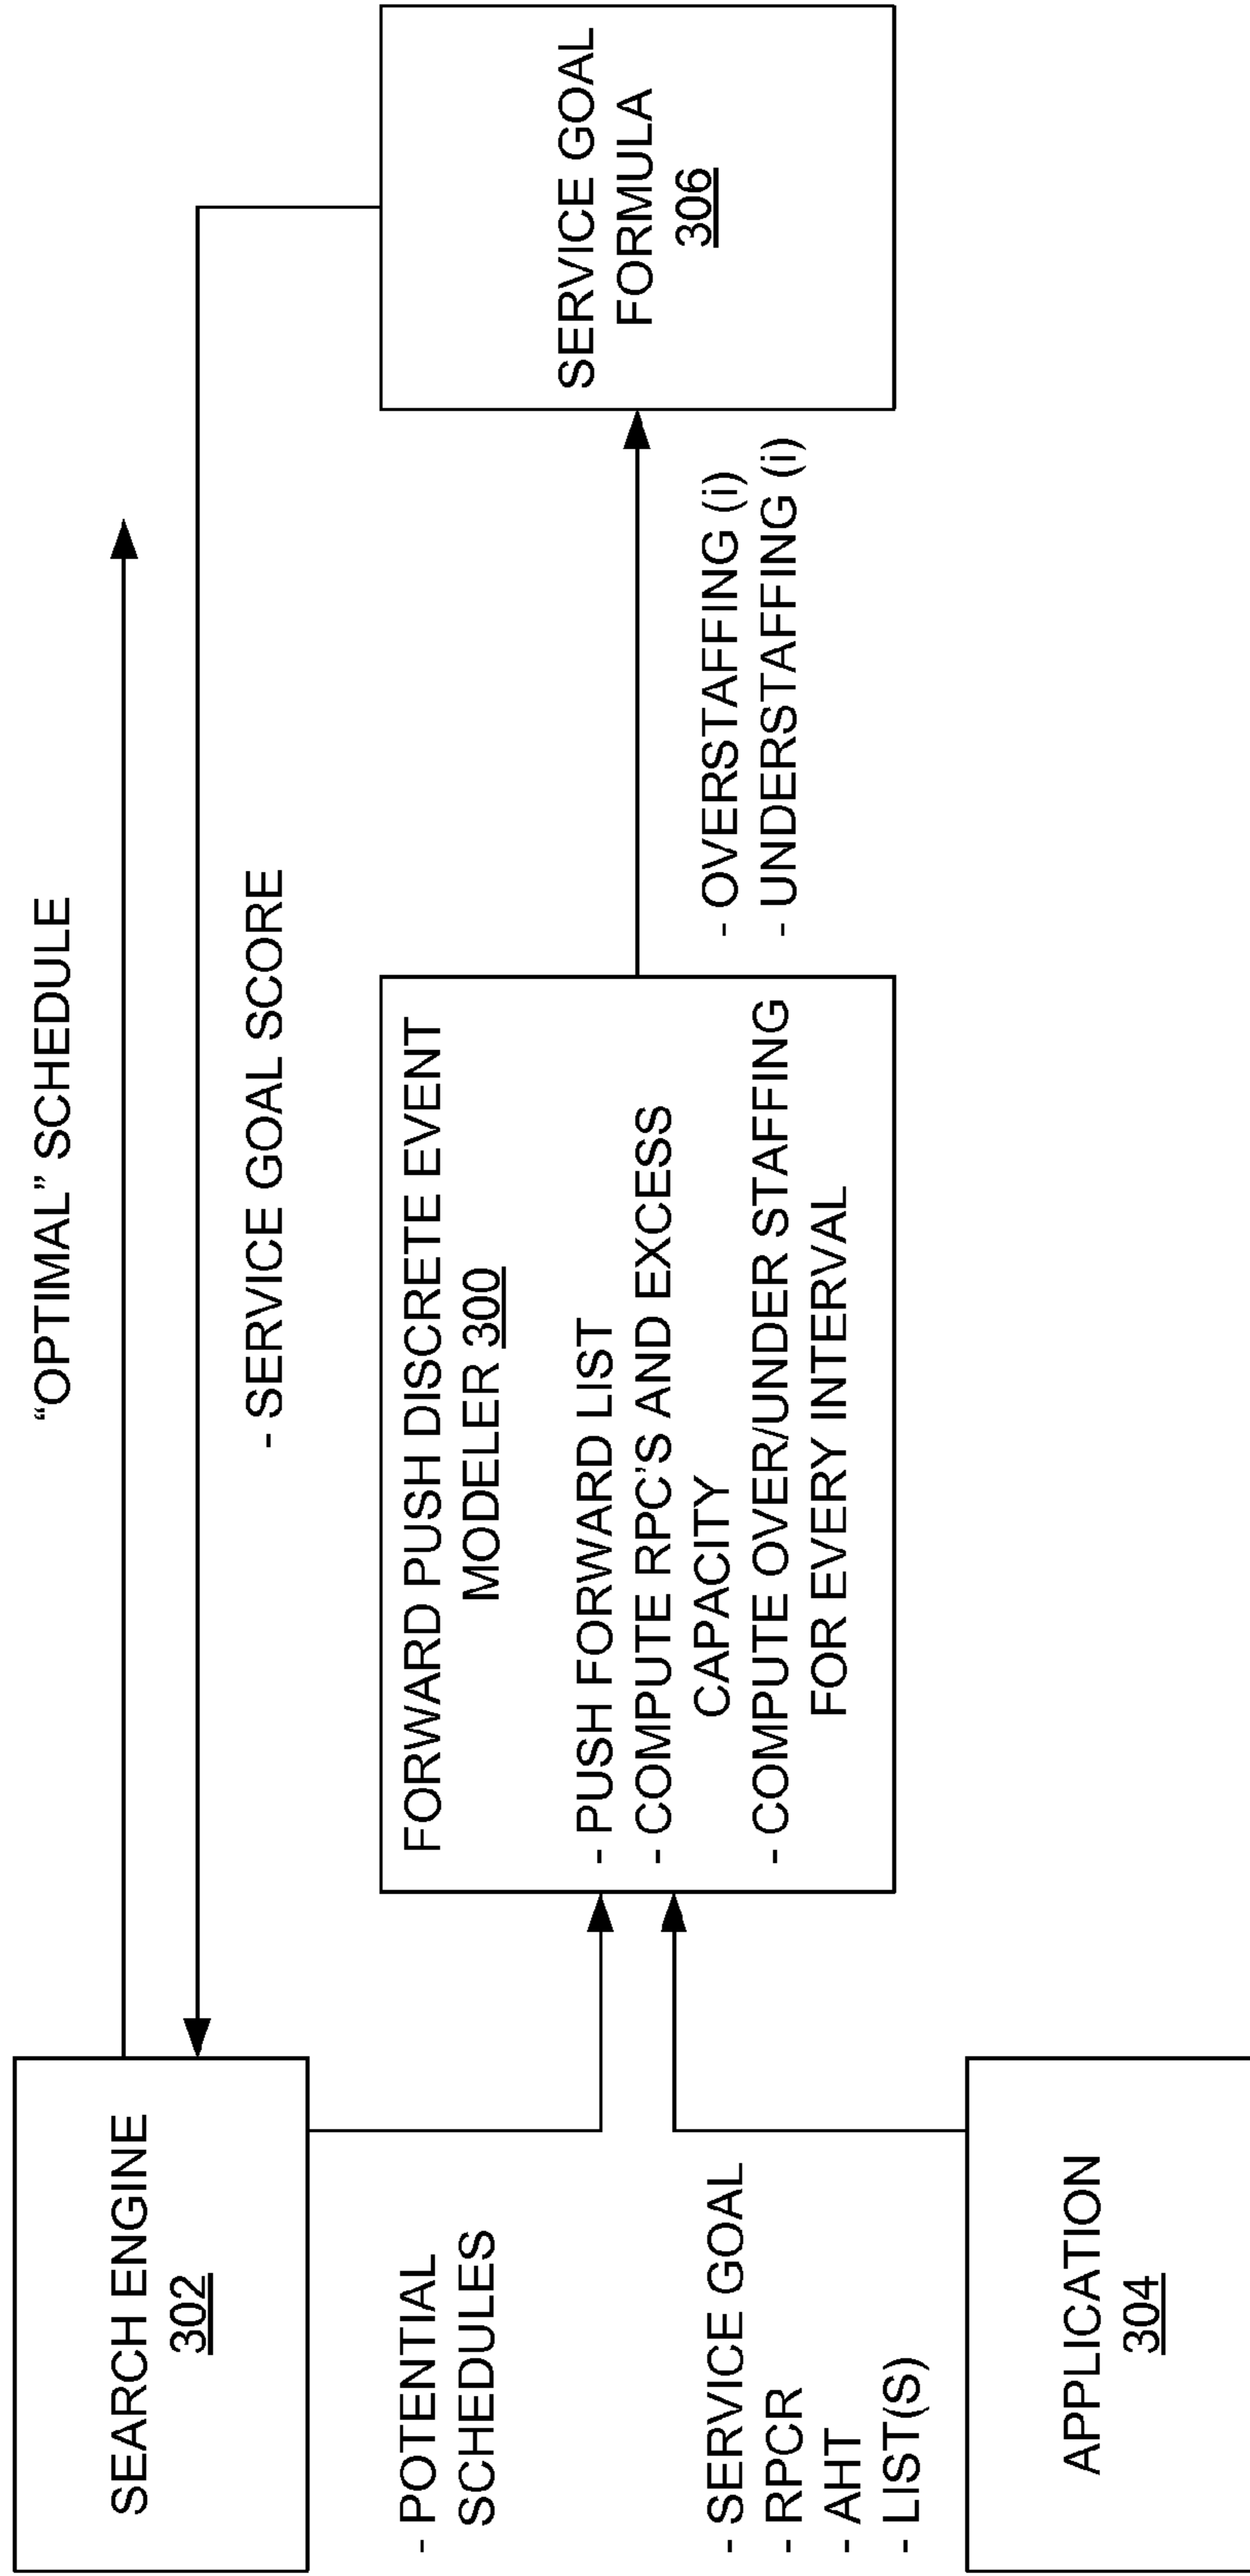 “OPTIMAL” SCHEDULE
- SERVICE GOAL SCORE
SEARCH ENGINE
302
- POTENTIAL
SCHEDULES
- SERVICE GOAL
- RPCR
- AHT
- LIST(S)
APPLICATION
304
FORWARD PUSH DISCRETE EVENT
MODELER 300
- PUSH FORWARD LIST
- COMPUTE RPC'S AND EXCESS
CAPACITY
- COMPUTE OVER/UNDER STAFFING
FOR EVERY INTERVAL
- OVERSTAFFING (i)
- UNDERSTAFFING (i)
SERVICE GOAL
FORMULA
306